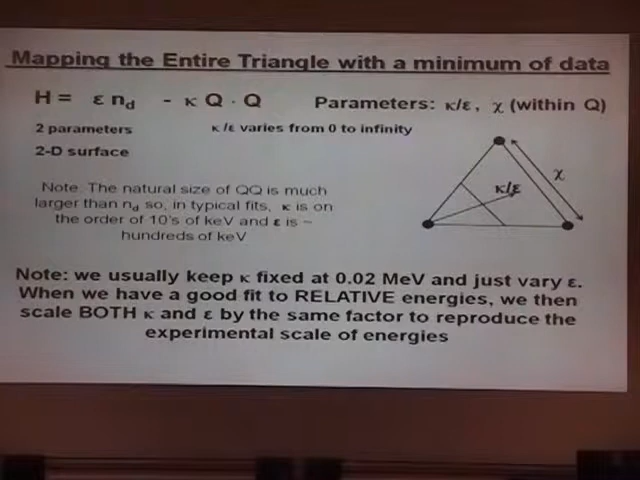 Mapping the Entire Triangle with a minimum of data
H = ε n_d - κ Q · Q Parameters: κ/ε, χ (within Q)
2 parameters κ/ε varies from 0 to infinity
2-D surface
χ
κ/ε
Note: The natural size of QQ is much
larger than n_d so, in typical fits, κ is on
the order of 10's of keV and ε is ~
hundreds of keV
Note: we usually keep κ fixed at 0.02 MeV and just vary ε.
When we have a good fit to RELATIVE energies, we then
scale BOTH κ and ε by the same factor to reproduce the
experimental scale of energies